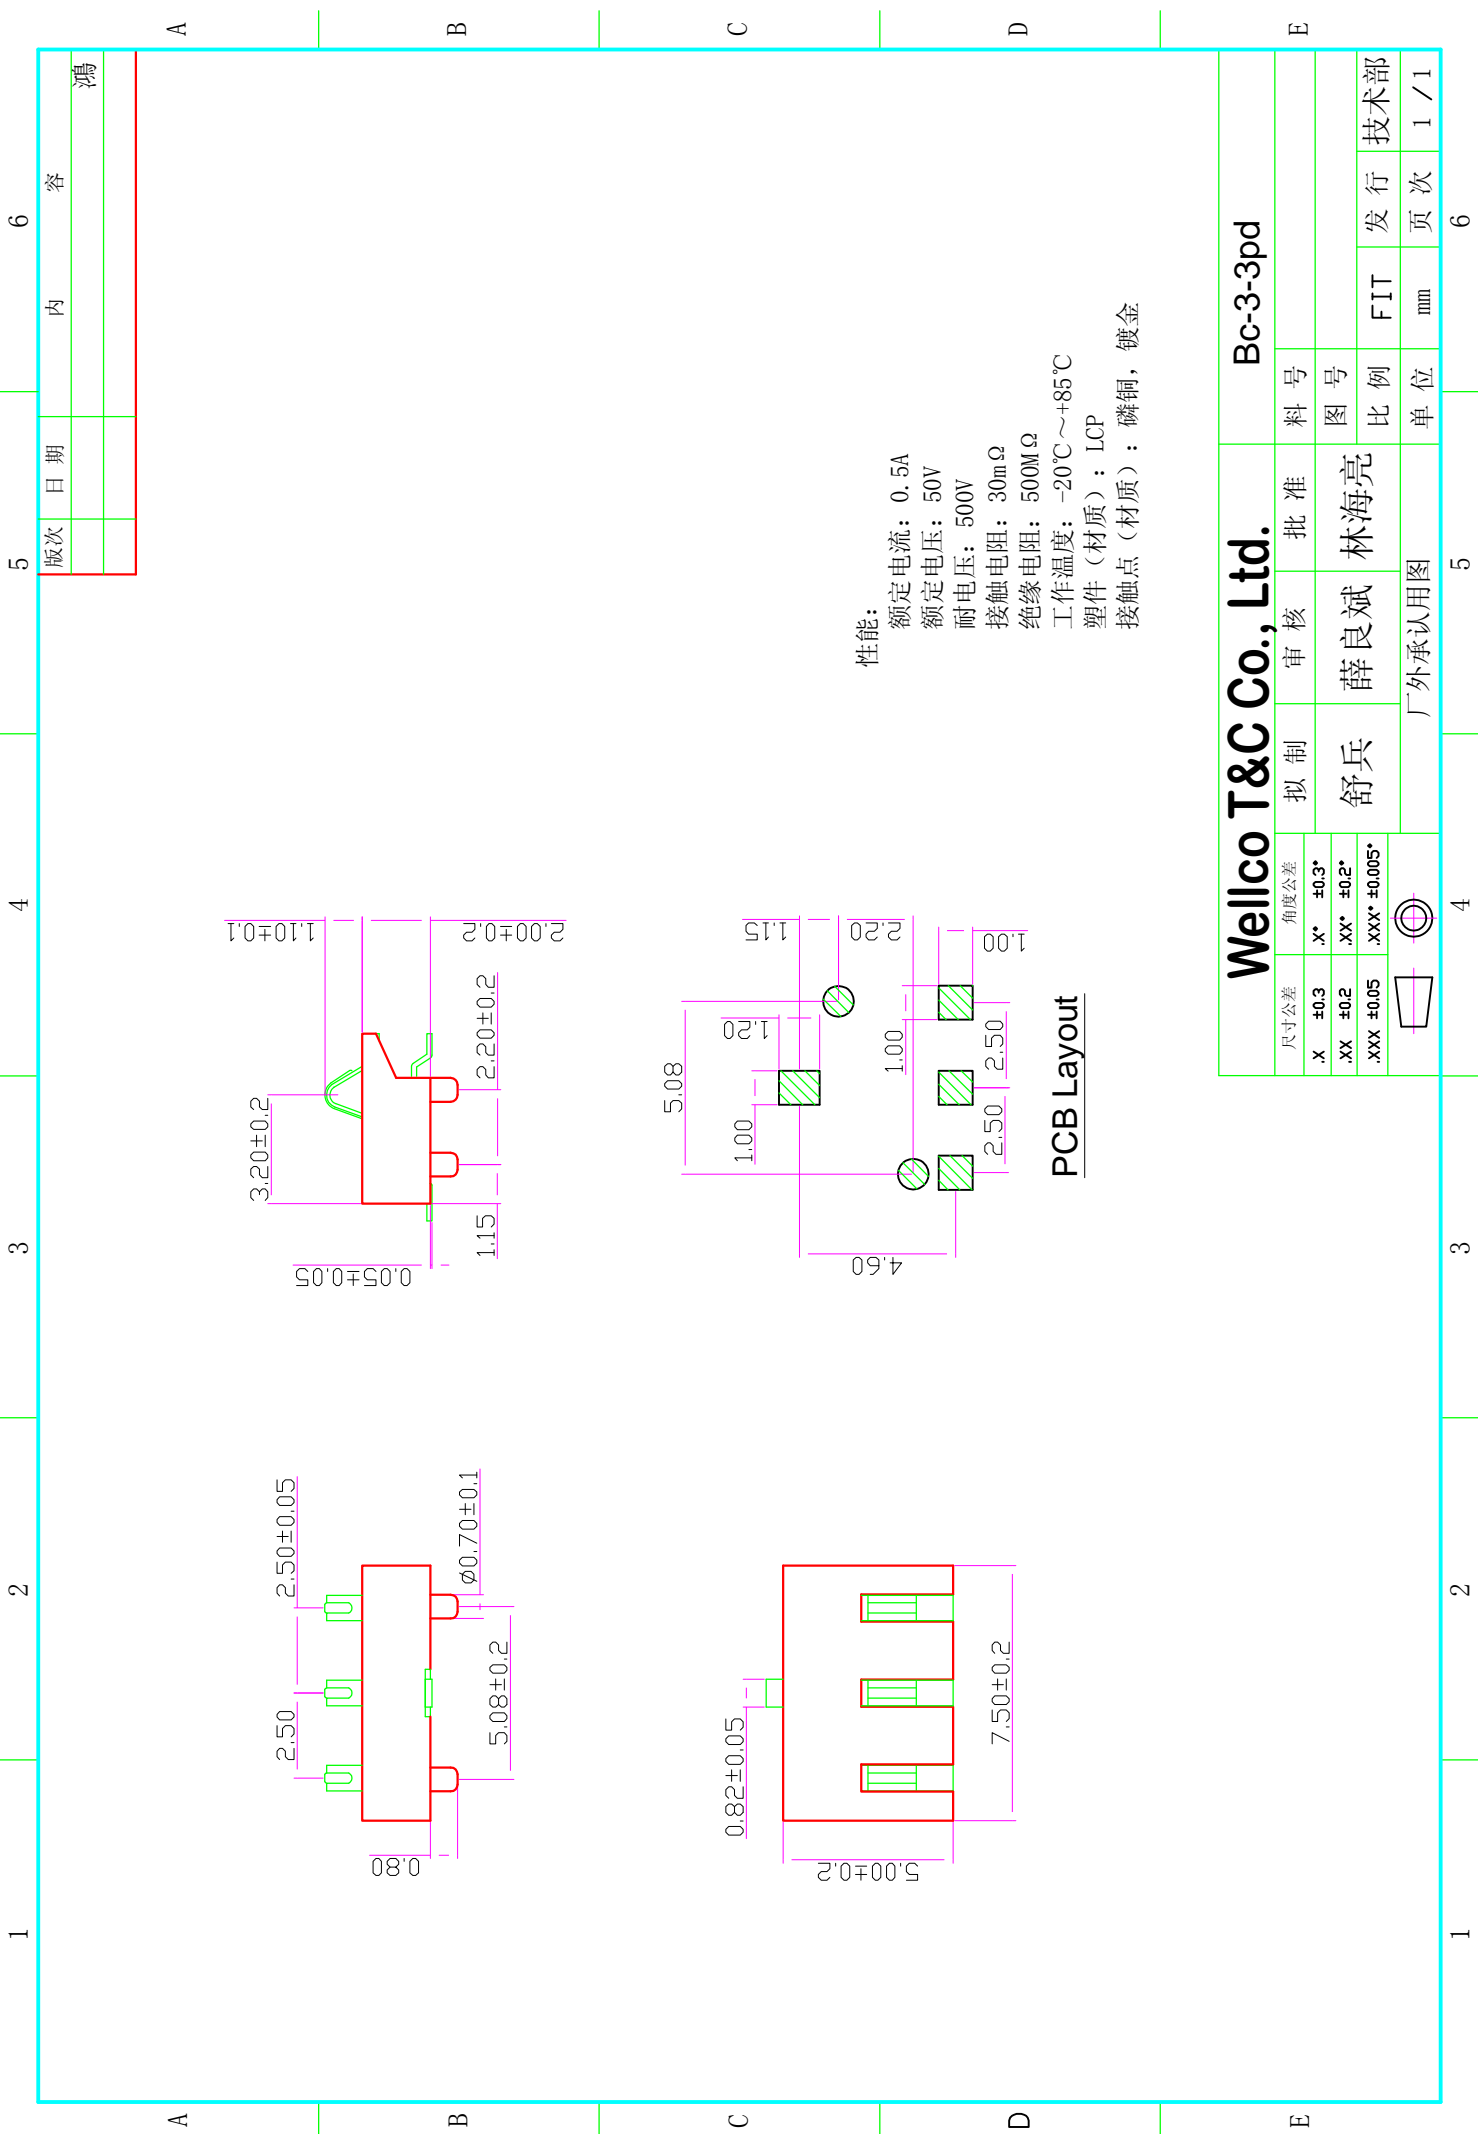 1 2 3 4 5 6
A
B
C
D
E
版次 日期 内 容
鴻
2.50 2.50±0.05
0.80
5.08±0.2
Ø0.70±0.1
3.20±0.2
1.10±0.1
2.00±0.2
2.20±0.2
1.15
0.05±0.05
0.82±0.05
5.00±0.2
7.50±0.2
5.08
1.20
1.15
2.20
1.00
1.00
1.00
4.60
2.50 2.50
PCB Layout
性能:
额定电流: 0.5A
额定电压: 50V
耐电压: 500V
接触电阻: 30mΩ
绝缘电阻: 500MΩ
工作温度: -20℃～+85℃
塑件（材质）: LCP
接触点（材质）: 磷铜，镀金
Wellco T&C Co., Ltd. Bc-3-3pd
尺寸公差 角度公差 拟制 审核 批准 料号
.X ±0.3 .X° ±0.3°
.XX ±0.2 .XX° ±0.2°
.XXX ±0.05 .XXX° ±0.005°
舒兵 薛良斌 林海亮
图号
比例 FIT 发行 技术部
厂外承认用图 单位 mm 页次 1 / 1
A
B
C
D
E
1 2 3 4 5 6